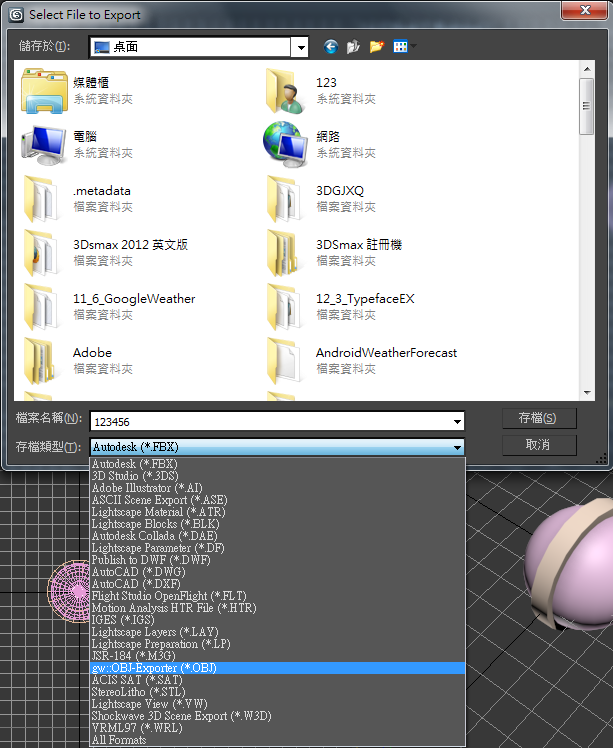 Select File to Export
儲存於(I):
桌面
媒體櫃
系統資料夾
123
系統資料夾
電腦
系統資料夾
網路
系統資料夾
.metadata
檔案資料夾
3DGJXQ
檔案資料夾
3Dsmax 2012 英文版
檔案資料夾
3DSmax 註冊機
檔案資料夾
11_6_GoogleWeather
檔案資料夾
12_3_TypefaceEX
檔案資料夾
Adobe
檔案資料夾
AndroidWeatherForecast
檔案資料夾
檔案名稱(N):
123456
存檔(S)
存檔類型(T):
Autodesk (*.FBX)
取消
Autodesk (*.FBX)
3D Studio (*.3DS)
Adobe Illustrator (*.AI)
ASCII Scene Export (*.ASE)
Lightscape Material (*.ATR)
Lightscape Blocks (*.BLK)
Autodesk Collada (*.DAE)
Lightscape Parameter (*.DF)
Publish to DWF (*.DWF)
AutoCAD (*.DWG)
AutoCAD (*.DXF)
Flight Studio OpenFlight (*.FLT)
Motion Analysis HTR File (*.HTR)
IGES (*.IGS)
Lightscape Layers (*.LAY)
Lightscape Preparation (*.LP)
JSR-184 (*.M3G)
gw::OBJ-Exporter (*.OBJ)
ACIS SAT (*.SAT)
StereoLitho (*.STL)
Lightscape View (*.VW)
Shockwave 3D Scene Export (*.W3D)
VRML97 (*.WRL)
All Formats